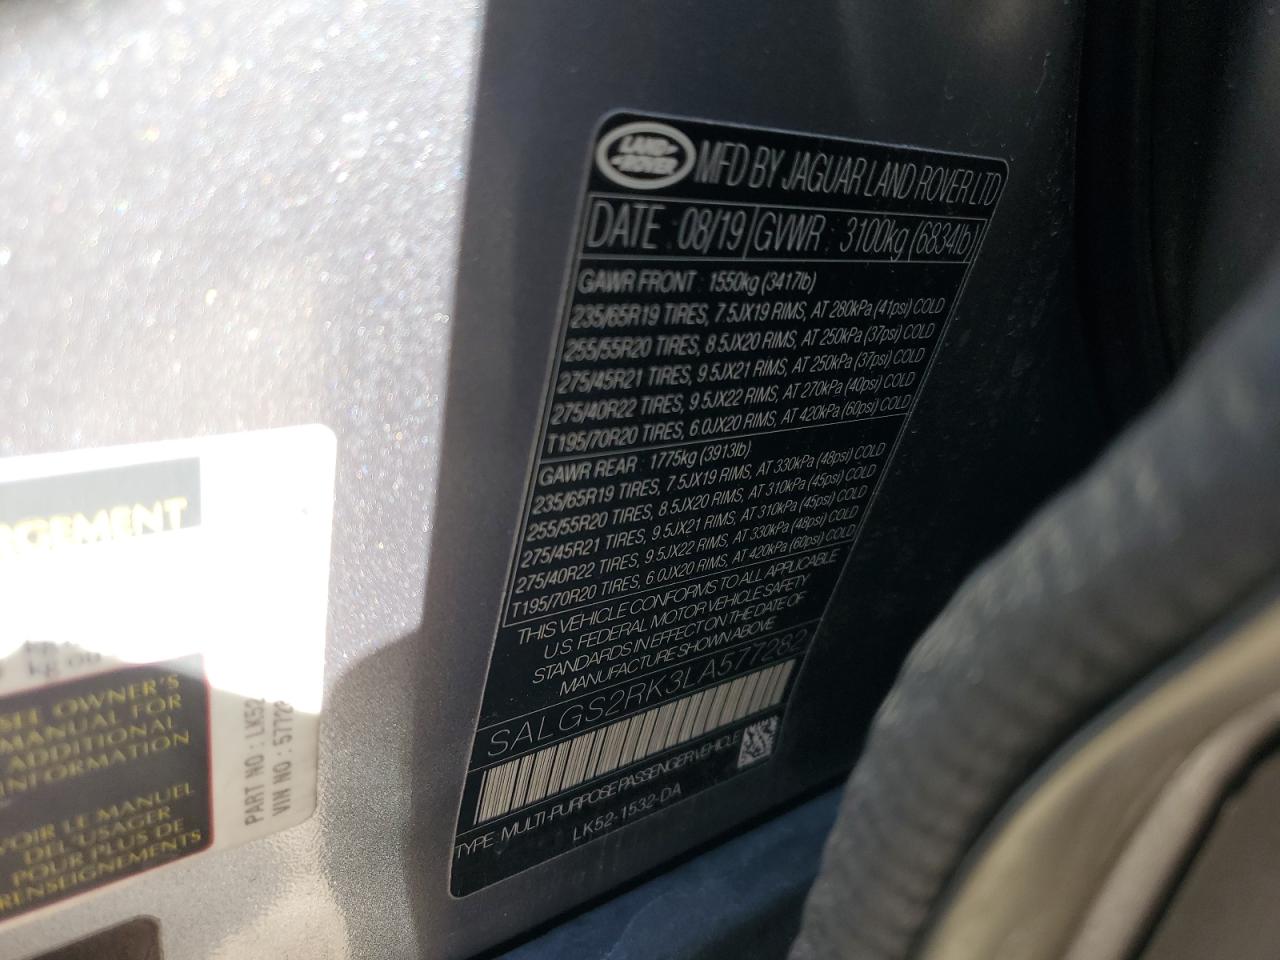 LAND ROVER
MFD BY JAGUAR LAND ROVER LTD
DATE : 08/19 GVWR : 3100kg (6834lb)
GAWR FRONT : 1550kg (3417lb)
235/65R19 TIRES, 7.5JX19 RIMS, AT 280kPa (41psi) COLD
255/55R20 TIRES, 8.5JX20 RIMS, AT 250kPa (37psi) COLD
275/45R21 TIRES, 9.5JX21 RIMS, AT 250kPa (37psi) COLD
275/40R22 TIRES, 9.5JX22 RIMS, AT 270kPa (40psi) COLD
T195/70R20 TIRES, 6.0JX20 RIMS, AT 420kPa (60psi) COLD
GAWR REAR : 1775kg (3913lb)
235/65R19 TIRES, 7.5JX19 RIMS, AT 330kPa (48psi) COLD
255/55R20 TIRES, 8.5JX20 RIMS, AT 310kPa (45psi) COLD
275/45R21 TIRES, 9.5JX21 RIMS, AT 310kPa (45psi) COLD
275/40R22 TIRES, 9.5JX22 RIMS, AT 330kPa (48psi) COLD
T195/70R20 TIRES, 6.0JX20 RIMS, AT 420kPa (60psi) COLD
THIS VEHICLE CONFORMS TO ALL APPLICABLE
U.S. FEDERAL MOTOR VEHICLE SAFETY
STANDARDS IN EFFECT ON THE DATE OF
MANUFACTURE SHOWN ABOVE
SALGS2RK3LA577282
TYPE: MULTI-PURPOSE PASSENGER VEHICLE
LK52-1532-DA
AGEMENT
SEE OWNER'S
MANUAL FOR
ADDITIONAL
INFORMATION
VOIR LE MANUEL
DE L'USAGER
POUR PLUS DE
RENSEIGNEMENTS
PART NO : LK52
VIN NO : 5772